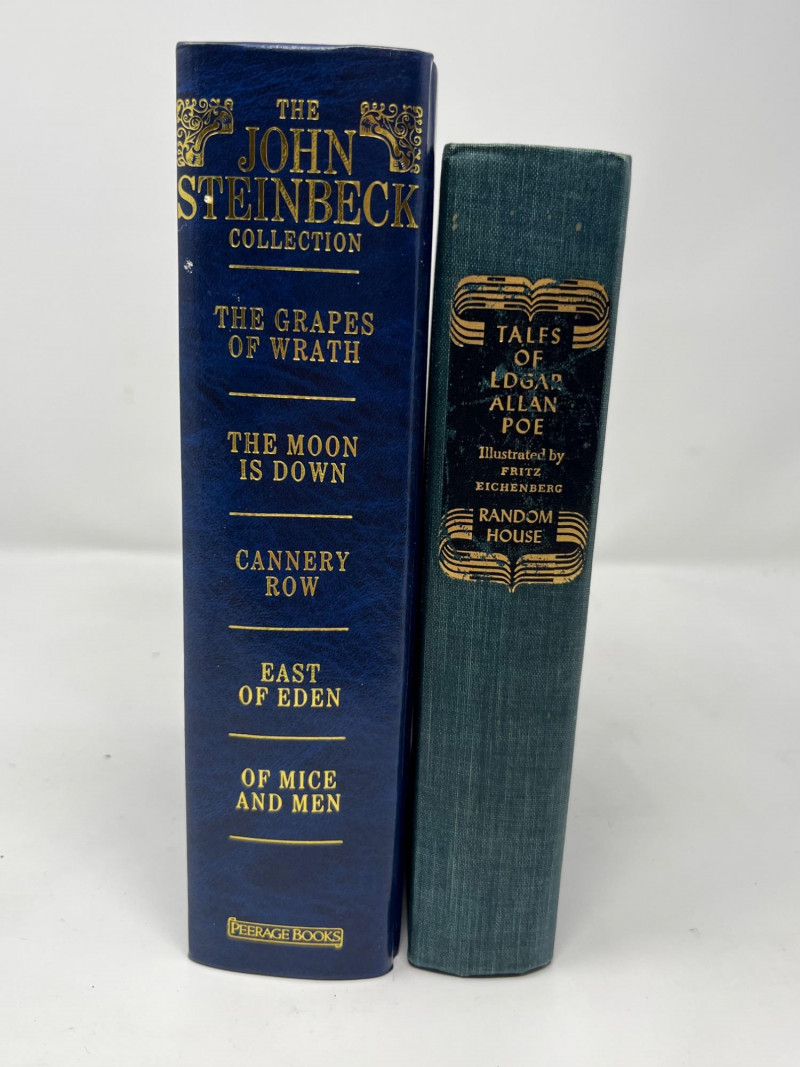 THE
JOHN
STEINBECK
COLLECTION
THE GRAPES
OF WRATH
THE MOON
IS DOWN
CANNERY
ROW
EAST
OF EDEN
OF MICE
AND MEN
PEERAGE BOOKS
TALES
OF
EDGAR
ALLAN
POE
Illustrated by
FRITZ
EICHENBERG
RANDOM
HOUSE